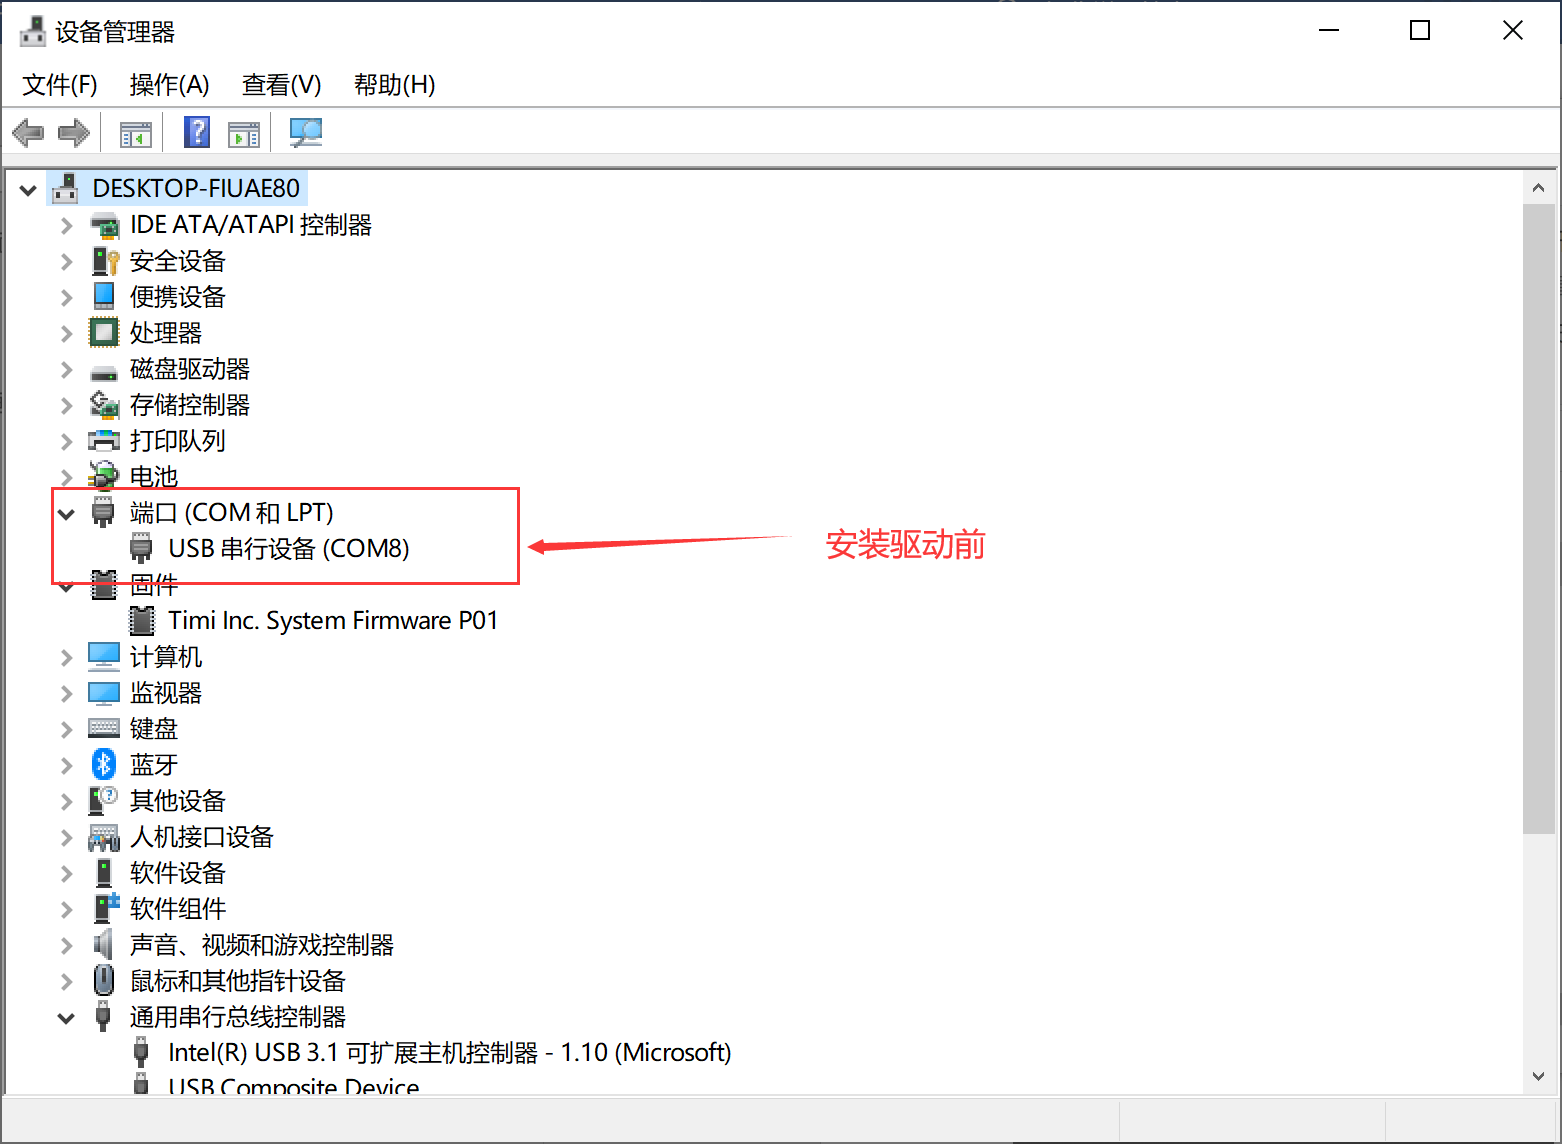 设备管理器
文件(F) 操作(A) 查看(V) 帮助(H)
DESKTOP-FIUAE80
IDE ATA/ATAPI 控制器
安全设备
便携设备
处理器
磁盘驱动器
存储控制器
打印队列
电池
端口 (COM 和 LPT)
USB 串行设备 (COM8)
安装驱动前
固件
Timi Inc. System Firmware P01
计算机
监视器
键盘
蓝牙
其他设备
人机接口设备
软件设备
软件组件
声音、视频和游戏控制器
鼠标和其他指针设备
通用串行总线控制器
Intel(R) USB 3.1 可扩展主机控制器 - 1.10 (Microsoft)
USB Composite Device